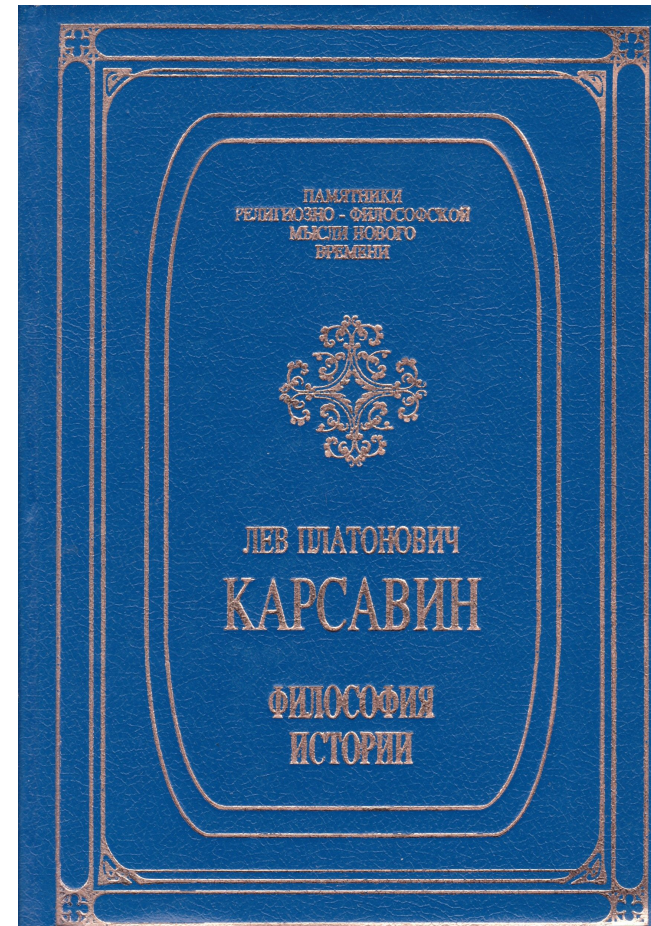 ПАМЯТНИКИ
РЕЛИГИОЗНО - ФИЛОСОФСКОЙ
МЫСЛИ НОВОГО
ВРЕМЕНИ
ЛЕВ ПЛАТОНОВИЧ
КАРСАВИН
ФИЛОСОФИЯ
ИСТОРИИ